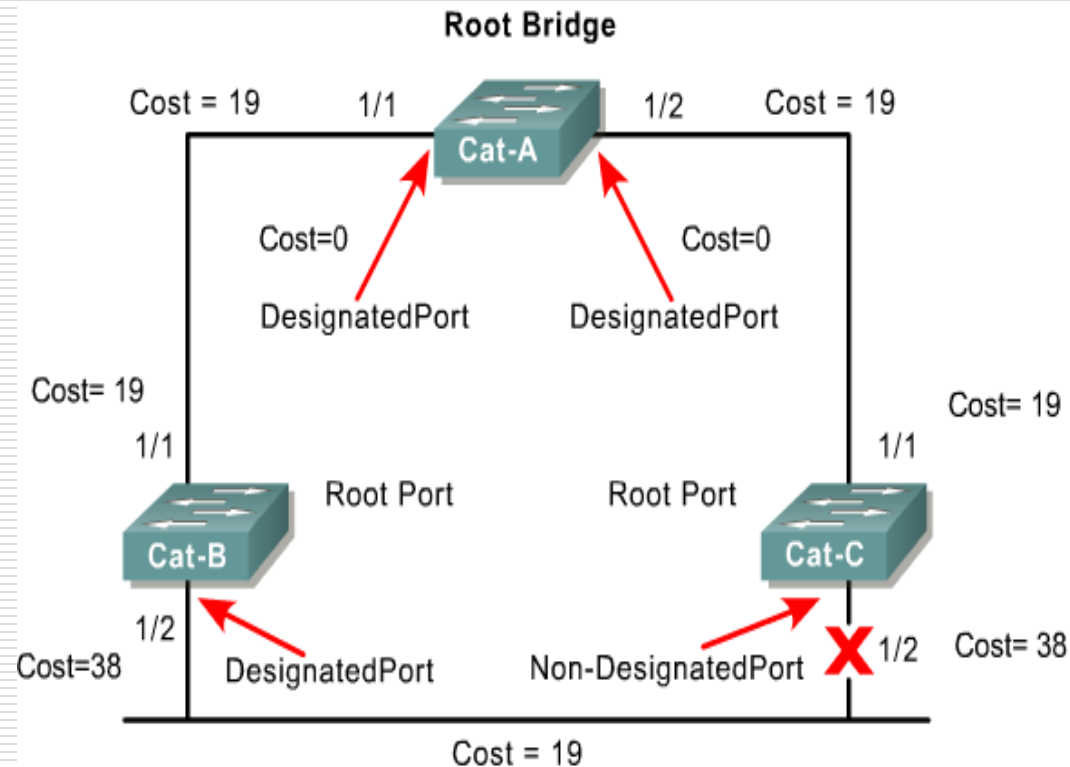 Root Bridge
Cost = 19
1/1
1/2
Cost = 19
Cat-A
Cost=0
Cost=0
DesignatedPort
DesignatedPort
Cost= 19
Cost= 19
1/1
1/1
Root Port
Root Port
Cat-B
Cat-C
1/2
X
1/2
Cost=38
DesignatedPort
Non-DesignatedPort
Cost= 38
Cost = 19